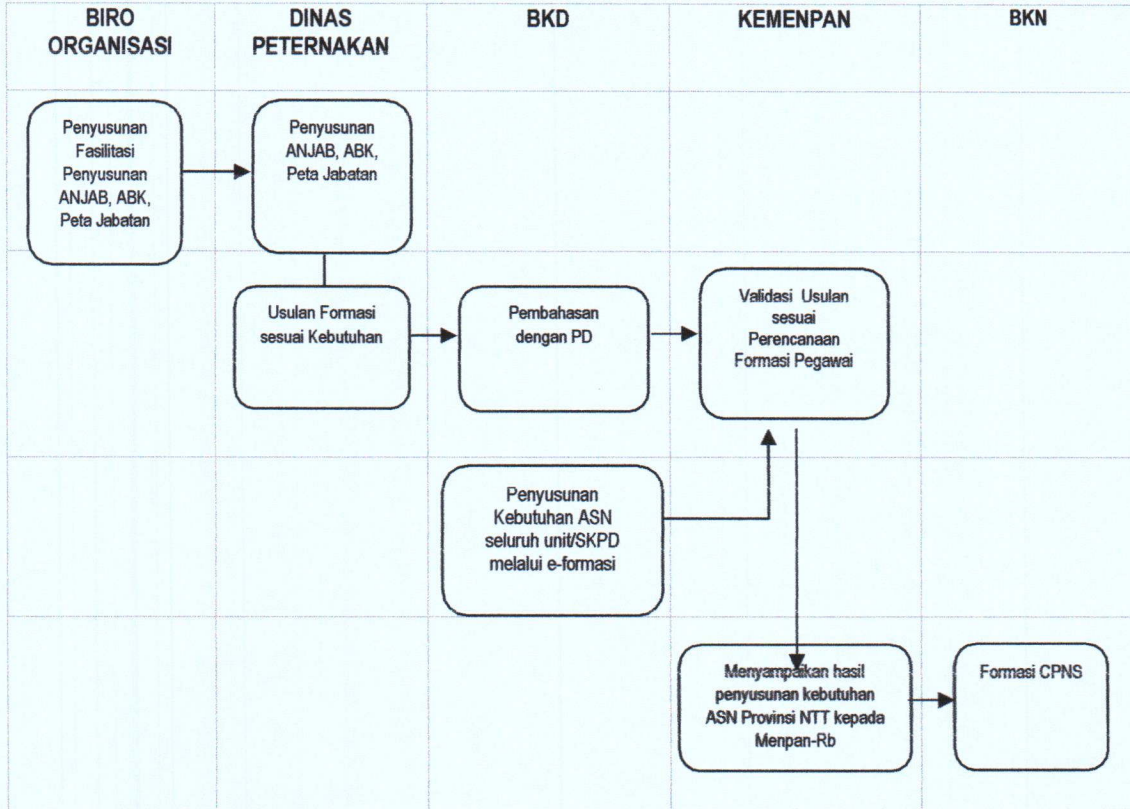 BIRO
ORGANISASI
DINAS
PETERNAKAN
BKD
KEMENPAN
BKN
Penyusunan
Fasilitasi
Penyusunan
ANJAB, ABK,
Peta Jabatan
Penyusunan
ANJAB, ABK,
Peta Jabatan
Usulan Formasi
sesuai Kebutuhan
Pembahasan
dengan PD
Validasi Usulan
sesuai
Perencanaan
Formasi Pegawai
Penyusunan
Kebutuhan ASN
seluruh unit/SKPD
melalui e-formasi
Menyampaikan hasil
penyusunan kebutuhan
ASN Provinsi NTT kepada
Menpan-Rb
Formasi CPNS